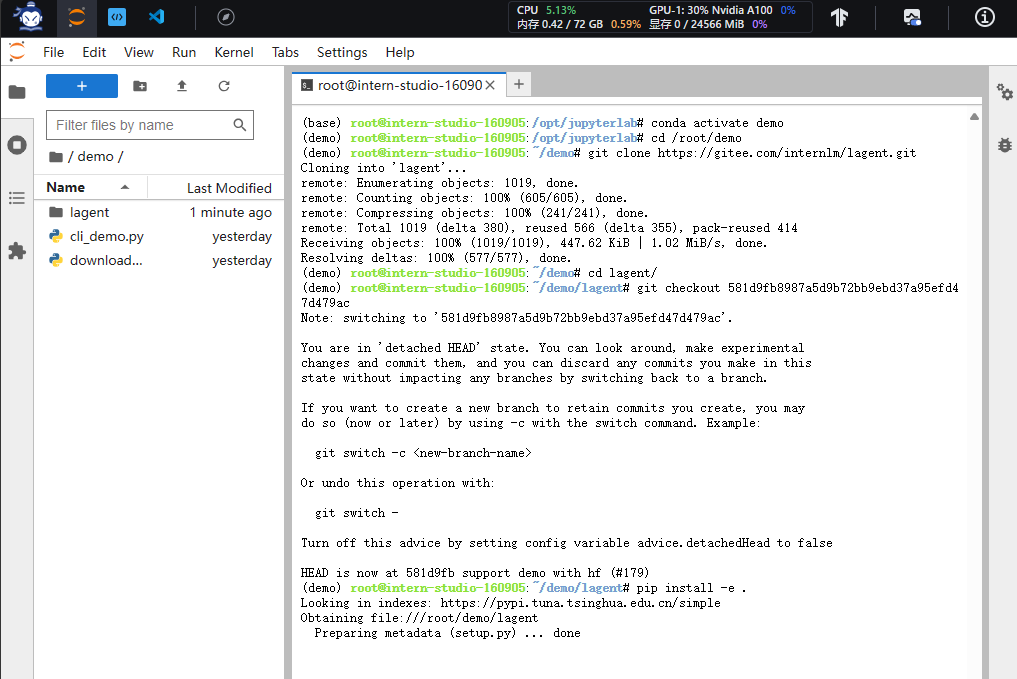 CPU 5.13% GPU-1: 30% Nvidia A100 0%
内存 0.42 / 72 GB 0.59% 显存 0 / 24566 MiB 0%
File Edit View Run Kernel Tabs Settings Help
root@intern-studio-16090
Filter files by name
/ demo /
Name Last Modified
lagent 1 minute ago
cli_demo.py yesterday
download... yesterday
(base) root@intern-studio-160905:/opt/jupyterlab# conda activate demo
(demo) root@intern-studio-160905:/opt/jupyterlab# cd /root/demo
(demo) root@intern-studio-160905:~/demo# git clone https://gitee.com/internlm/lagent.git
Cloning into 'lagent'...
remote: Enumerating objects: 1019, done.
remote: Counting objects: 100% (605/605), done.
remote: Compressing objects: 100% (241/241), done.
remote: Total 1019 (delta 380), reused 566 (delta 355), pack-reused 414
Receiving objects: 100% (1019/1019), 447.62 KiB | 1.02 MiB/s, done.
Resolving deltas: 100% (577/577), done.
(demo) root@intern-studio-160905:~/demo# cd lagent/
(demo) root@intern-studio-160905:~/demo/lagent# git checkout 581d9fb8987a5d9b72bb9ebd37a95efd4
7d479ac
Note: switching to '581d9fb8987a5d9b72bb9ebd37a95efd47d479ac'.
You are in 'detached HEAD' state. You can look around, make experimental
changes and commit them, and you can discard any commits you make in this
state without impacting any branches by switching back to a branch.
If you want to create a new branch to retain commits you create, you may
do so (now or later) by using -c with the switch command. Example:
git switch -c <new-branch-name>
Or undo this operation with:
git switch -
Turn off this advice by setting config variable advice.detachedHead to false
HEAD is now at 581d9fb support demo with hf (#179)
(demo) root@intern-studio-160905:~/demo/lagent# pip install -e .
Looking in indexes: https://pypi.tuna.tsinghua.edu.cn/simple
Obtaining file:///root/demo/lagent
Preparing metadata (setup.py) ... done